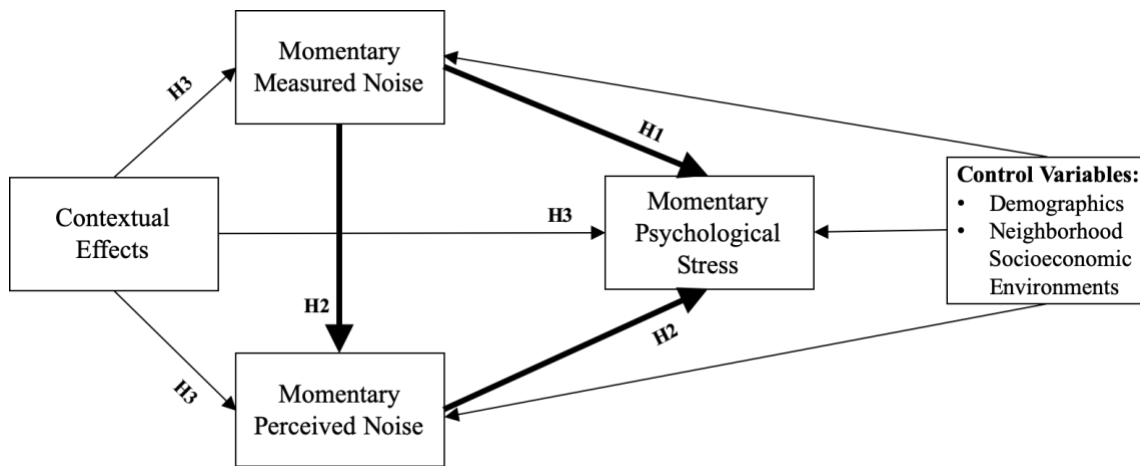 Momentary
Measured Noise
H3
H1
Contextual
Effects
H3
Momentary
Psychological
Stress
Control Variables:
• Demographics
• Neighborhood
Socioeconomic
Environments
H2
H2
H3
Momentary
Perceived Noise